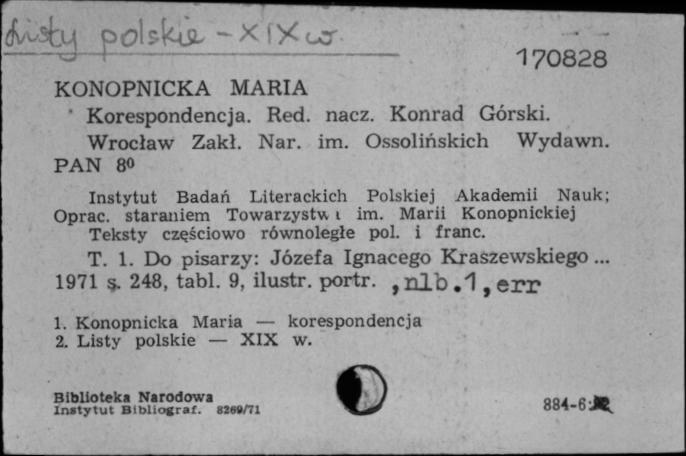 Listy polskie - XIX w.
170828
KONOPNICKA MARIA
Korespondencja. Red. nacz. Konrad Górski.
Wrocław Zakł. Nar. im. Ossolińskich Wydawn.
PAN 8⁰
Instytut Badań Literackich Polskiej Akademii Nauk;
Oprac. staraniem Towarzystwa im. Marii Konopnickiej
Teksty częściowo równoległe pol. i franc.
T. 1. Do pisarzy: Józefa Ignacego Kraszewskiego ...
1971 s. 248, tabl. 9, ilustr. portr. ,nlb.1,err
1. Konopnicka Maria — korespondencja
2. Listy polskie — XIX w.
Biblioteka Narodowa
Instytut Bibliograf. 8269/71
884-6: